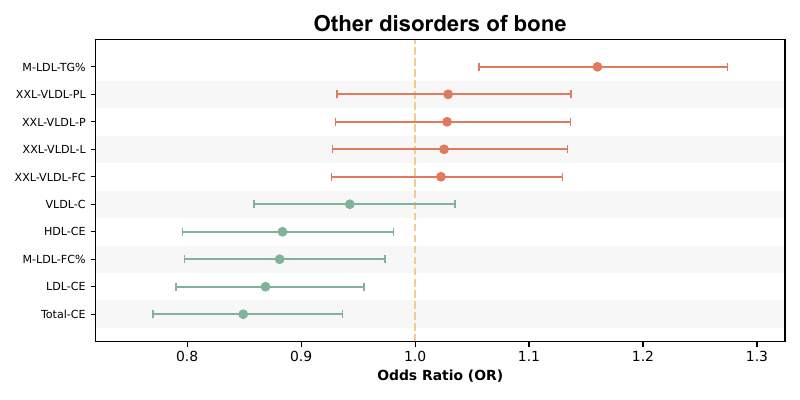 Other disorders of bone
M-LDL-TG%
XXL-VLDL-PL
XXL-VLDL-P
XXL-VLDL-L
XXL-VLDL-FC
VLDL-C
HDL-CE
M-LDL-FC%
LDL-CE
Total-CE
0.8 0.9 1.0 1.1 1.2 1.3
Odds Ratio (OR)